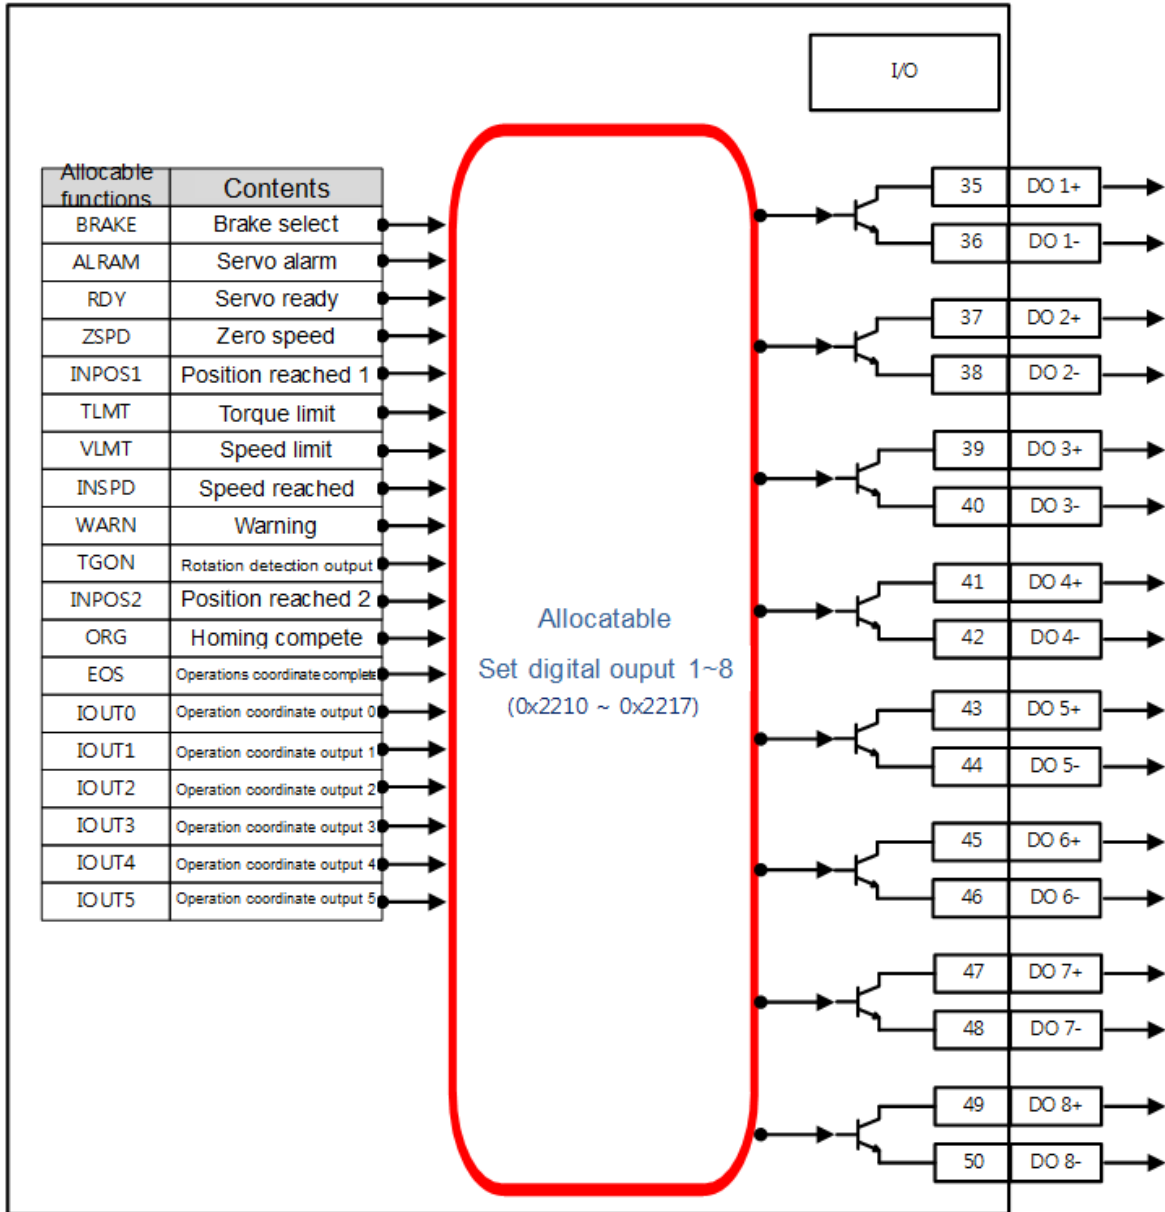 I/O
Allocable functions Contents
BRAKE Brake select
ALRAM Servo alarm
RDY Servo ready
ZSPD Zero speed
INPOS1 Position reached 1
TLMT Torque limit
VLMT Speed limit
INSPD Speed reached
WARN Warning
TGON Rotation detection output
INPOS2 Position reached 2
ORG Homing compete
EOS Operations coordinate complete
IOUT0 Operation coordinate output 0
IOUT1 Operation coordinate output 1
IOUT2 Operation coordinate output 2
IOUT3 Operation coordinate output 3
IOUT4 Operation coordinate output 4
IOUT5 Operation coordinate output 5
Allocatable
Set digital ouput 1~8
(0x2210 ~ 0x2217)
35 DO 1+
36 DO 1-
37 DO 2+
38 DO 2-
39 DO 3+
40 DO 3-
41 DO 4+
42 DO 4-
43 DO 5+
44 DO 5-
45 DO 6+
46 DO 6-
47 DO 7+
48 DO 7-
49 DO 8+
50 DO 8-